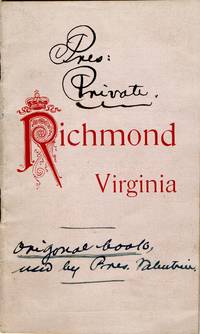 Pres:
Private.
Richmond
Virginia
Original book,
used by Pres. Valentine.